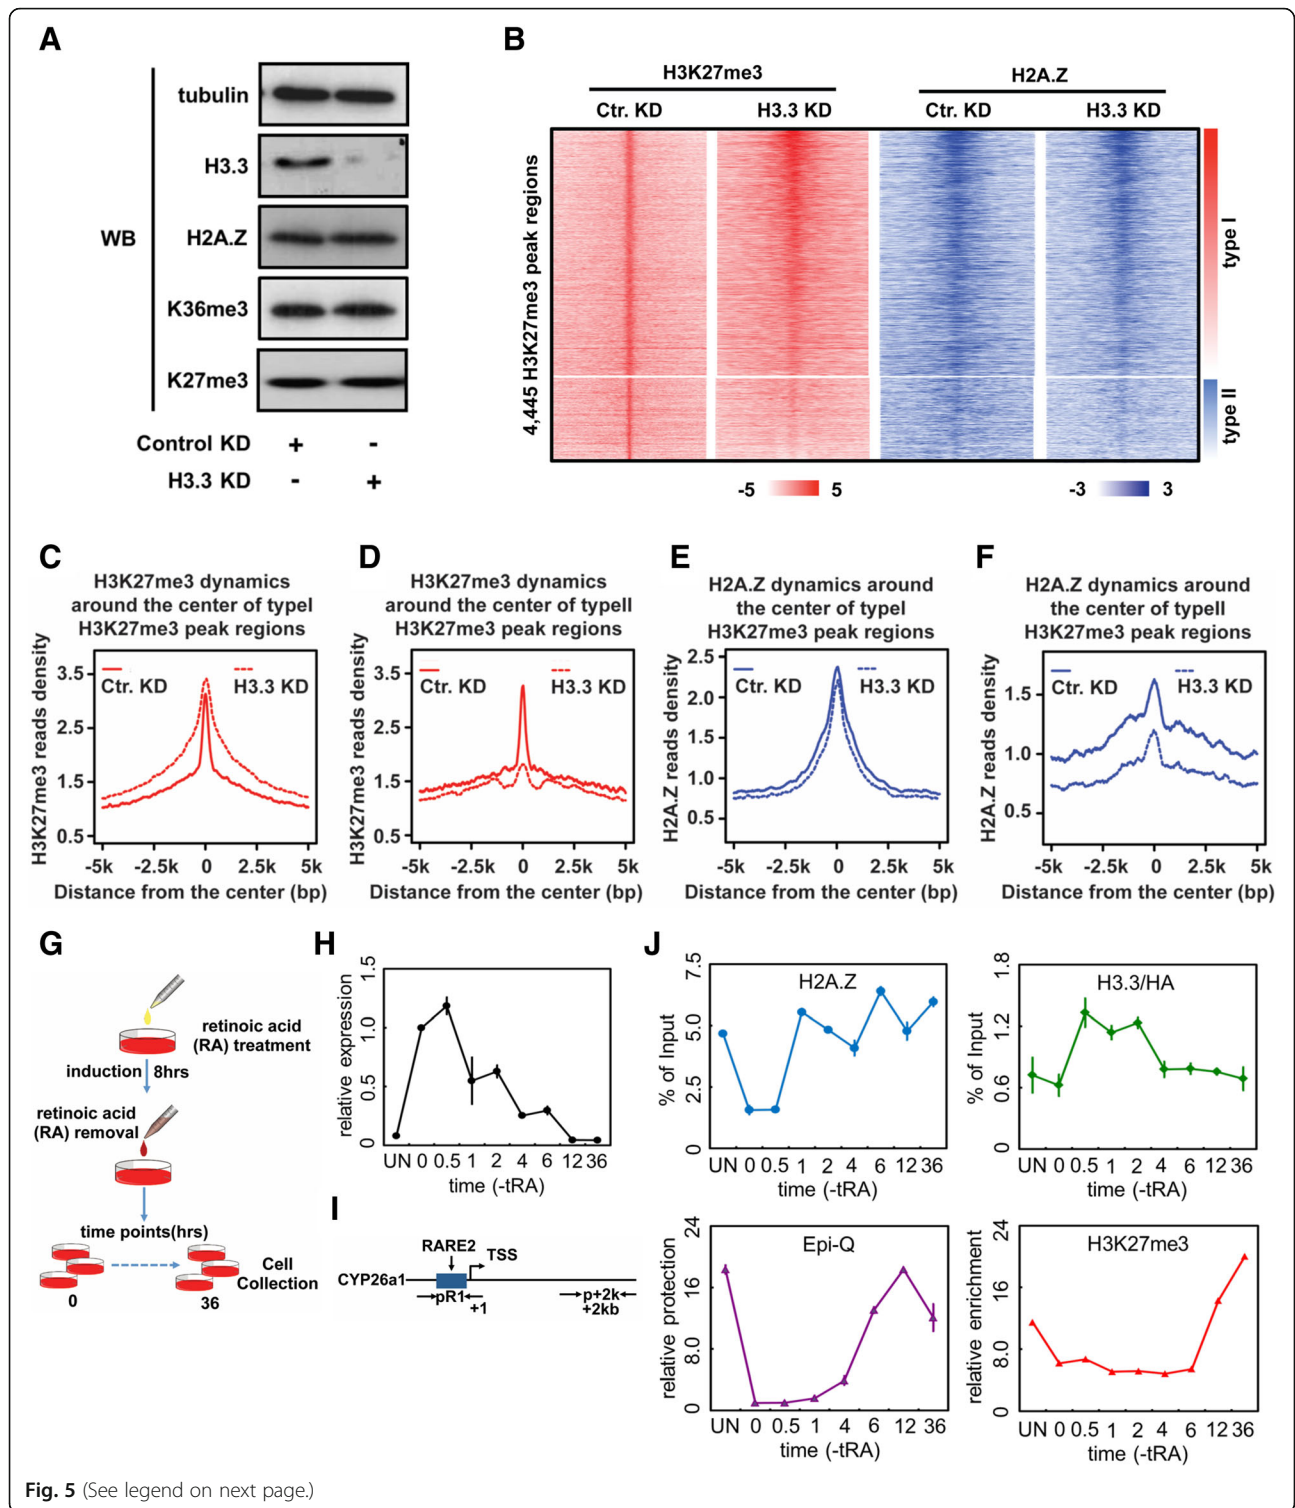 A
WB
tubulin
H3.3
H2A.Z
K36me3
K27me3
Control KD + -
H3.3 KD - +
B
H3K27me3 H2A.Z
Ctr. KD H3.3 KD Ctr. KD H3.3 KD
4,445 H3K27me3 peak regions
type I
type II
-5 5
-3 3
C
H3K27me3 dynamics
around the center of typeI
H3K27me3 peak regions
H3K27me3 reads density
3.5
2.5
1.5
0.5
Ctr. KD H3.3 KD
-5k -2.5k 0 2.5k 5k
Distance from the center (bp)
D
H3K27me3 dynamics
around the center of typeII
H3K27me3 peak regions
H3K27me3 reads density
3.5
2.5
1.5
0.5
Ctr. KD H3.3 KD
-5k -2.5k 0 2.5k 5k
Distance from the center (bp)
E
H2A.Z dynamics around
the center of typeI
H3K27me3 peak regions
H2A.Z reads density
2.5
2.0
1.5
1.0
0.5
Ctr. KD H3.3 KD
-5k -2.5k 0 2.5k 5k
Distance from the center (bp)
F
H2A.Z dynamics around
the center of typeII
H3K27me3 peak regions
H2A.Z reads density
1.5
1.0
0.5
Ctr. KD H3.3 KD
-5k -2.5k 0 2.5k 5k
Distance from the center (bp)
G
retinoic acid
(RA) treatment
induction 8hrs
retinoic acid
(RA) removal
time points(hrs)
Cell
Collection
0 36
H
relative expression
1.5
1.0
0.5
0
UN 0 0.5 1 2 4 6 12 36
time (-tRA)
I
RARE2
TSS
CYP26a1
pR1
+1
p+2k
+2kb
J
H2A.Z
% of Input
7.5
5.0
2.5
0
UN 0 0.5 1 2 4 6 12 36
time (-tRA)
H3.3/HA
% of Input
1.8
1.2
0.6
0
UN 0 0.5 1 2 4 6 12 36
time (-tRA)
Epi-Q
relative protection
24
16
8.0
0
UN 0 0.5 1 4 6 12 36
time (-tRA)
H3K27me3
relative enrichment
24
16
8.0
0
UN 0 0.5 1 2 4 6 12 36
time (-tRA)
Fig. 5 (See legend on next page.)